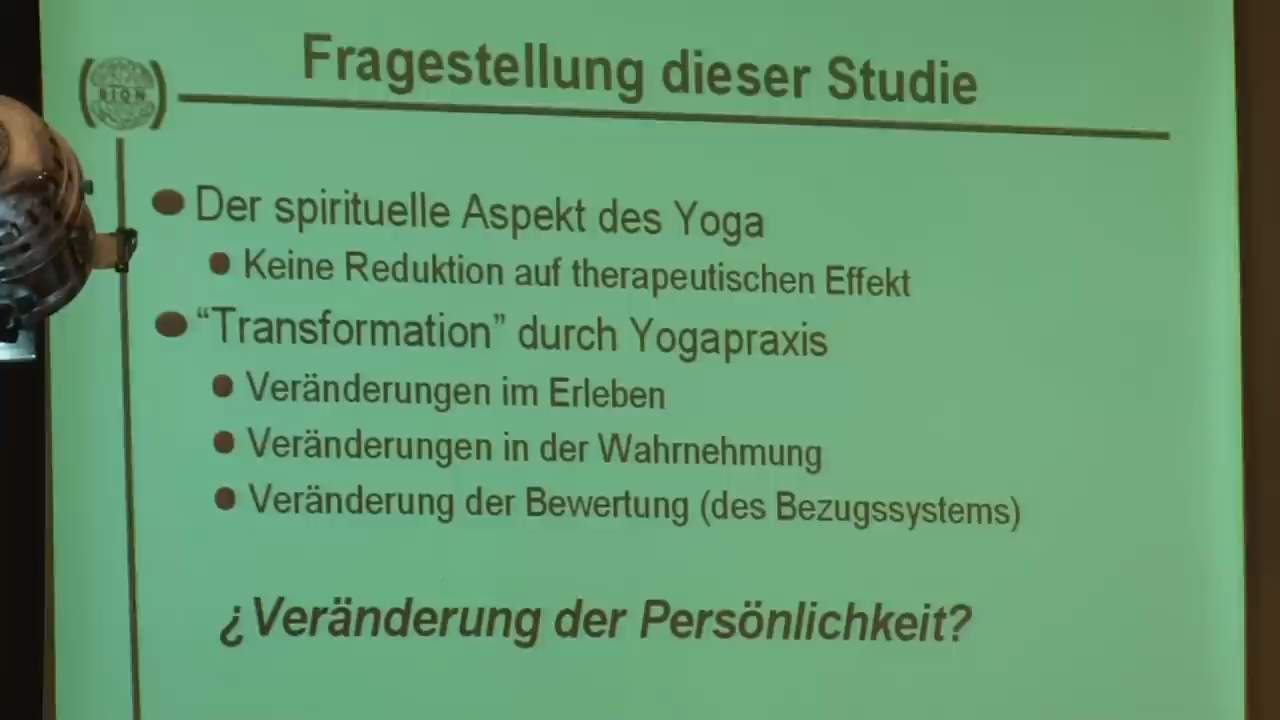 Fragestellung dieser Studie
BION
Der spirituelle Aspekt des Yoga
Keine Reduktion auf therapeutischen Effekt
“Transformation” durch Yogapraxis
Veränderungen im Erleben
Veränderungen in der Wahrnehmung
Veränderung der Bewertung (des Bezugssystems)
¿Veränderung der Persönlichkeit?